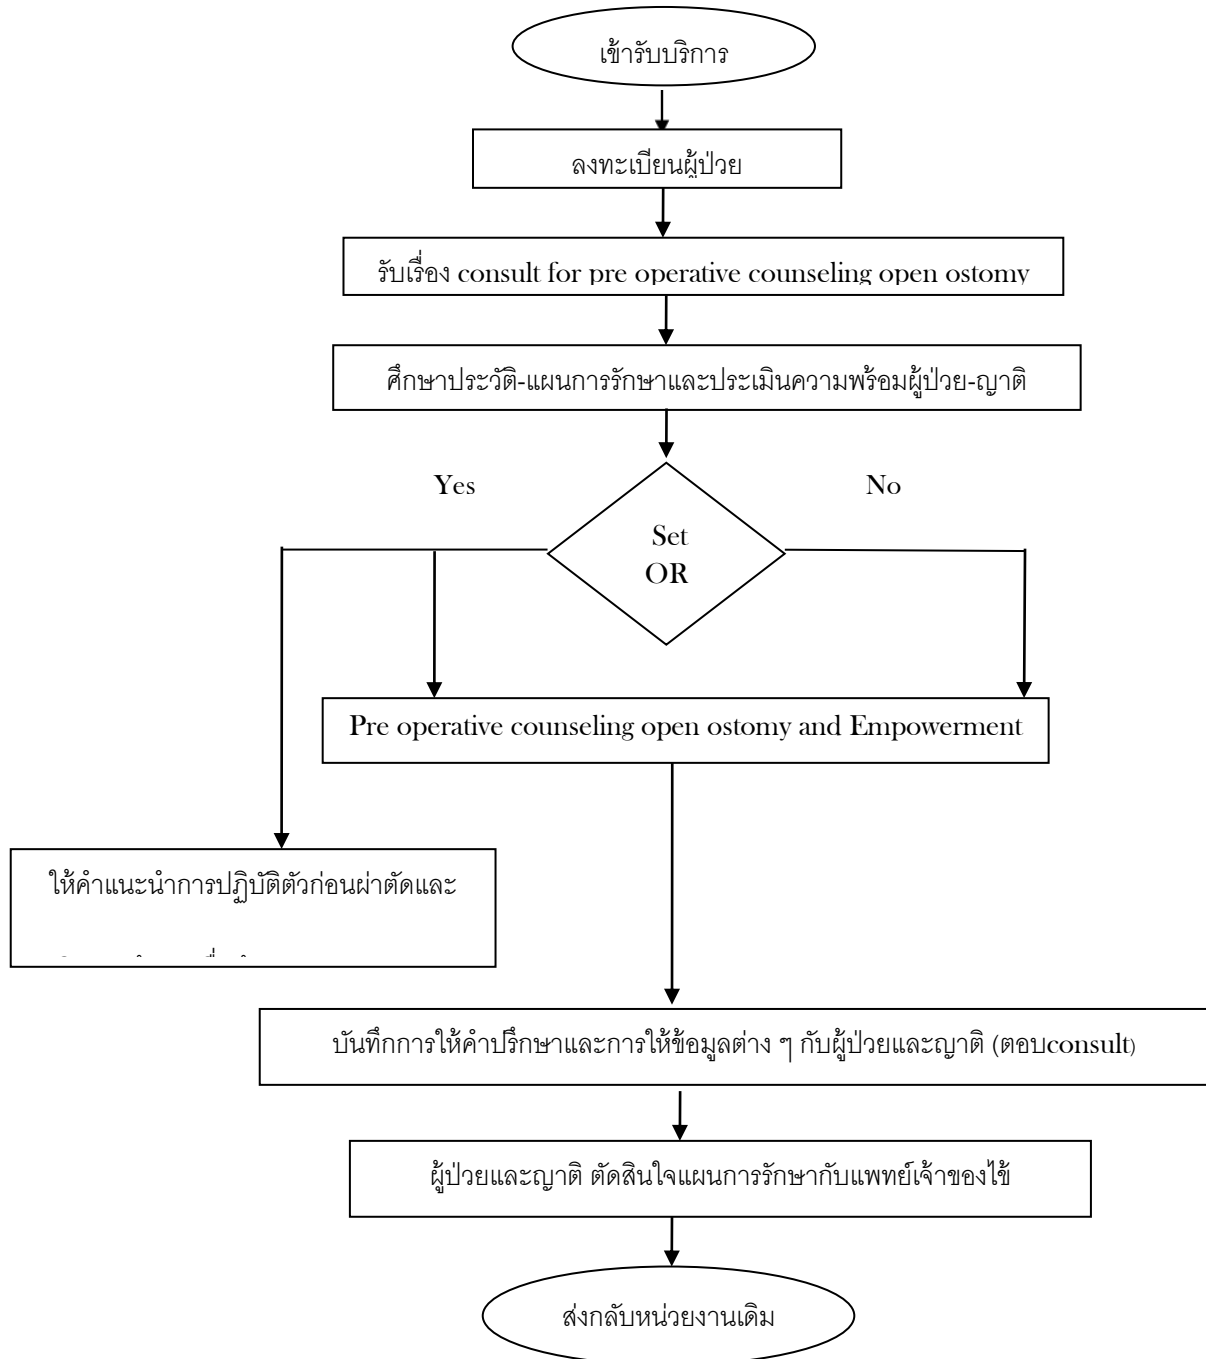 เข้ารับบริการ
ลงทะเบียนผู้ป่วย
รับเรื่อง consult for pre operative counseling open ostomy
ศึกษาประวัติ-แผนการรักษาและประเมินความพร้อมผู้ป่วย-ญาติ
Yes
No
Set
OR
Pre operative counseling open ostomy and Empowerment
ให้คำแนะนำการปฏิบัติตัวก่อนผ่าตัดและ
บันทึกการให้คำปรึกษาและการให้ข้อมูลต่าง ๆ กับผู้ป่วยและญาติ (ตอบconsult)
ผู้ป่วยและญาติ ตัดสินใจแผนการรักษากับแพทย์เจ้าของไข้
ส่งกลับหน่วยงานเดิม